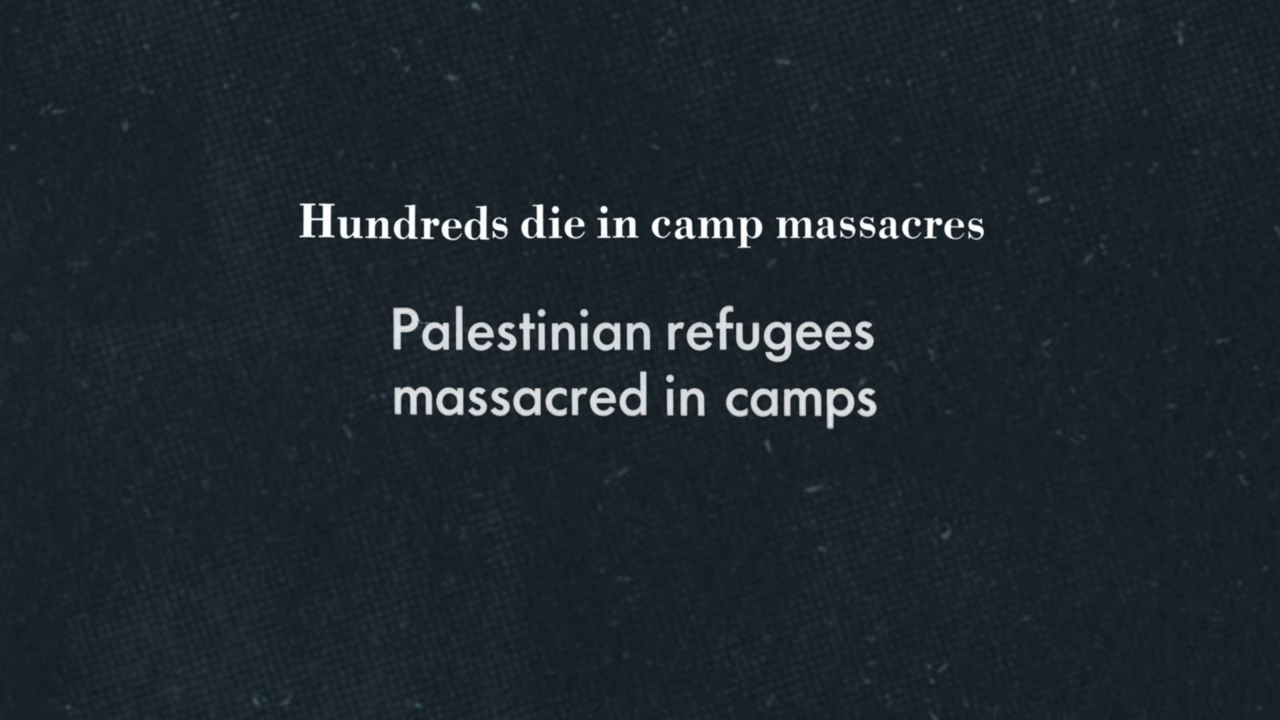 Hundreds die in camp massacres
Palestinian refugees
massacred in camps